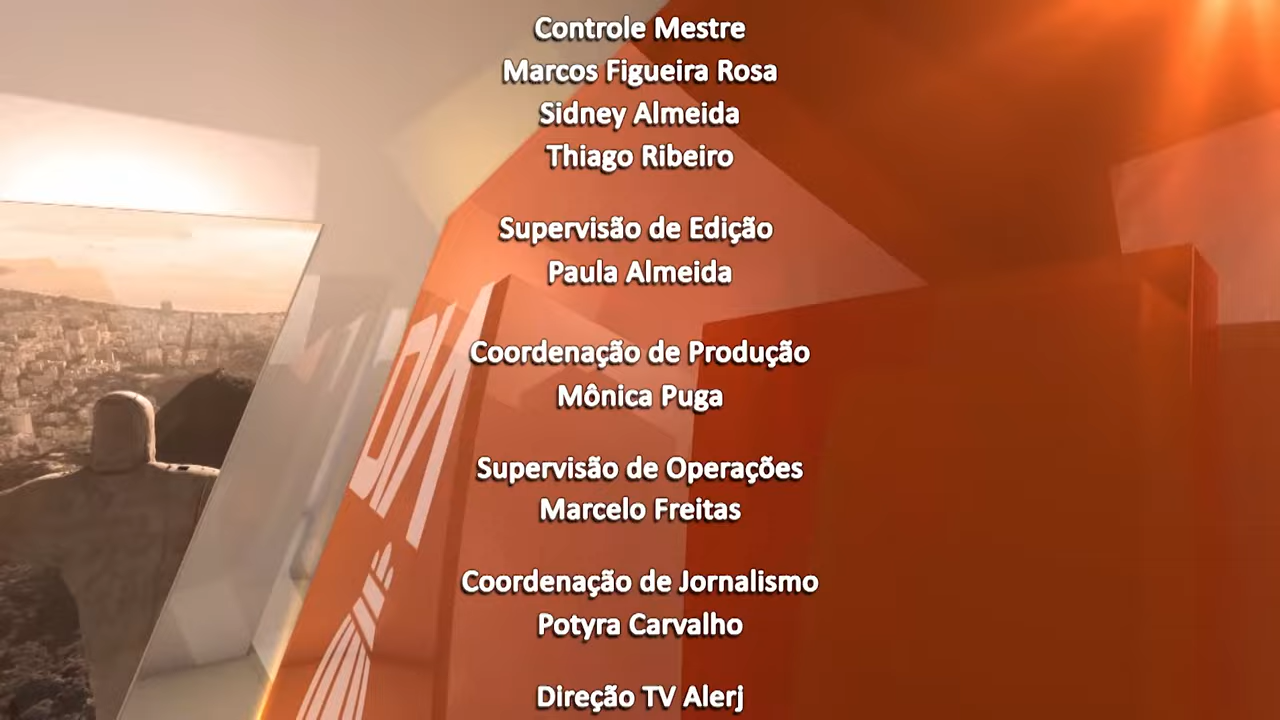 Controle Mestre
Marcos Figueira Rosa
Sidney Almeida
Thiago Ribeiro
Supervisão de Edição
Paula Almeida
Coordenação de Produção
Mônica Puga
Supervisão de Operações
Marcelo Freitas
Coordenação de Jornalismo
Potyra Carvalho
Direção TV Alerj
DIA